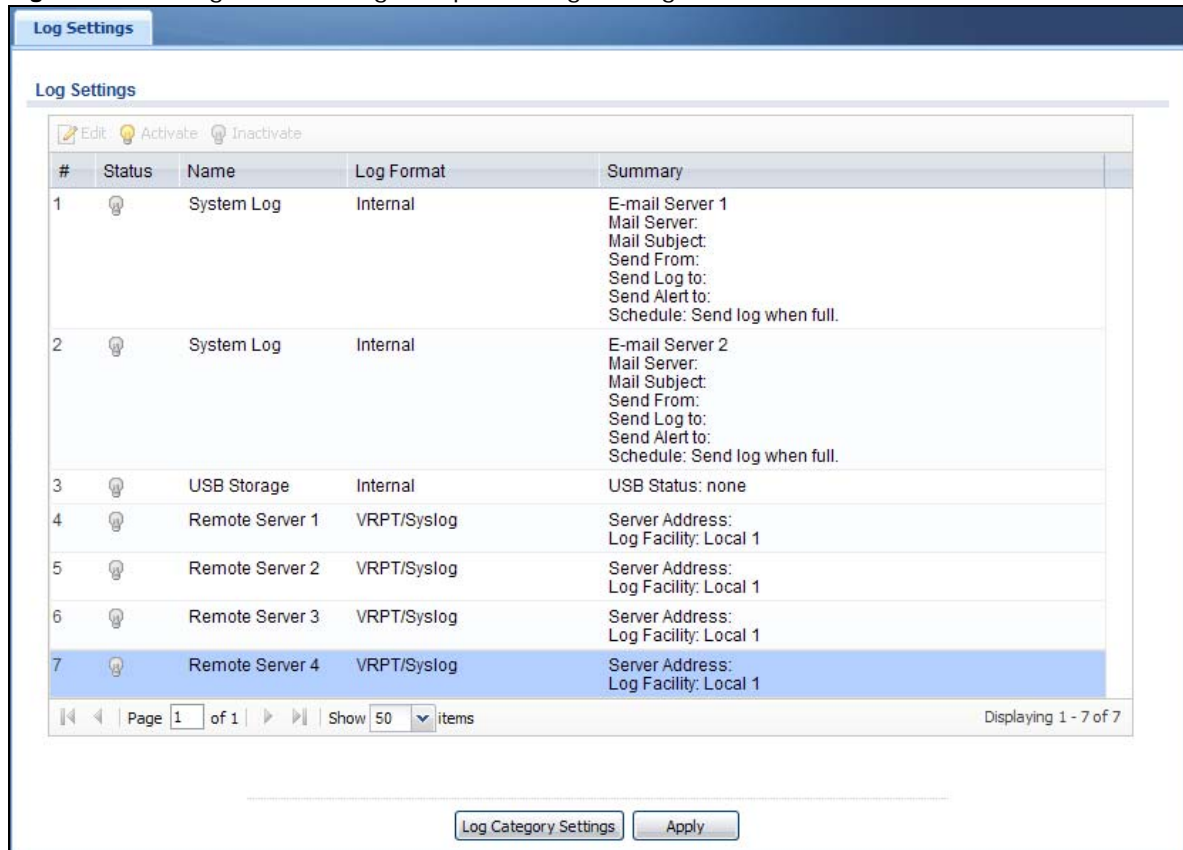 Log Settings
Log Settings
Edit Activate Inactivate
# Status Name Log Format Summary
1 System Log Internal E-mail Server 1
Mail Server:
Mail Subject:
Send From:
Send Log to:
Send Alert to:
Schedule: Send log when full.
2 System Log Internal E-mail Server 2
Mail Server:
Mail Subject:
Send From:
Send Log to:
Send Alert to:
Schedule: Send log when full.
3 USB Storage Internal USB Status: none
4 Remote Server 1 VRPT/Syslog Server Address:
Log Facility: Local 1
5 Remote Server 2 VRPT/Syslog Server Address:
Log Facility: Local 1
6 Remote Server 3 VRPT/Syslog Server Address:
Log Facility: Local 1
7 Remote Server 4 VRPT/Syslog Server Address:
Log Facility: Local 1
Page 1 of 1 Show 50 items Displaying 1 - 7 of 7
Log Category Settings Apply